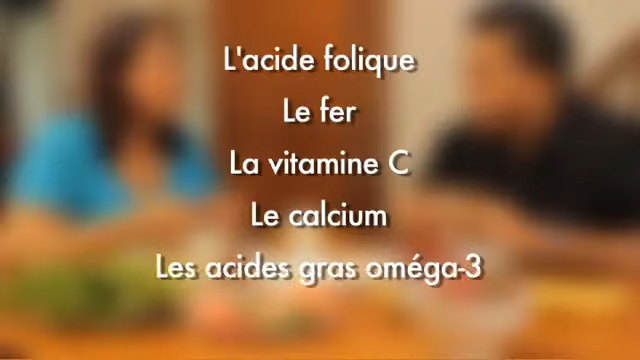 L'acide folique
Le fer
La vitamine C
Le calcium
Les acides gras oméga-3